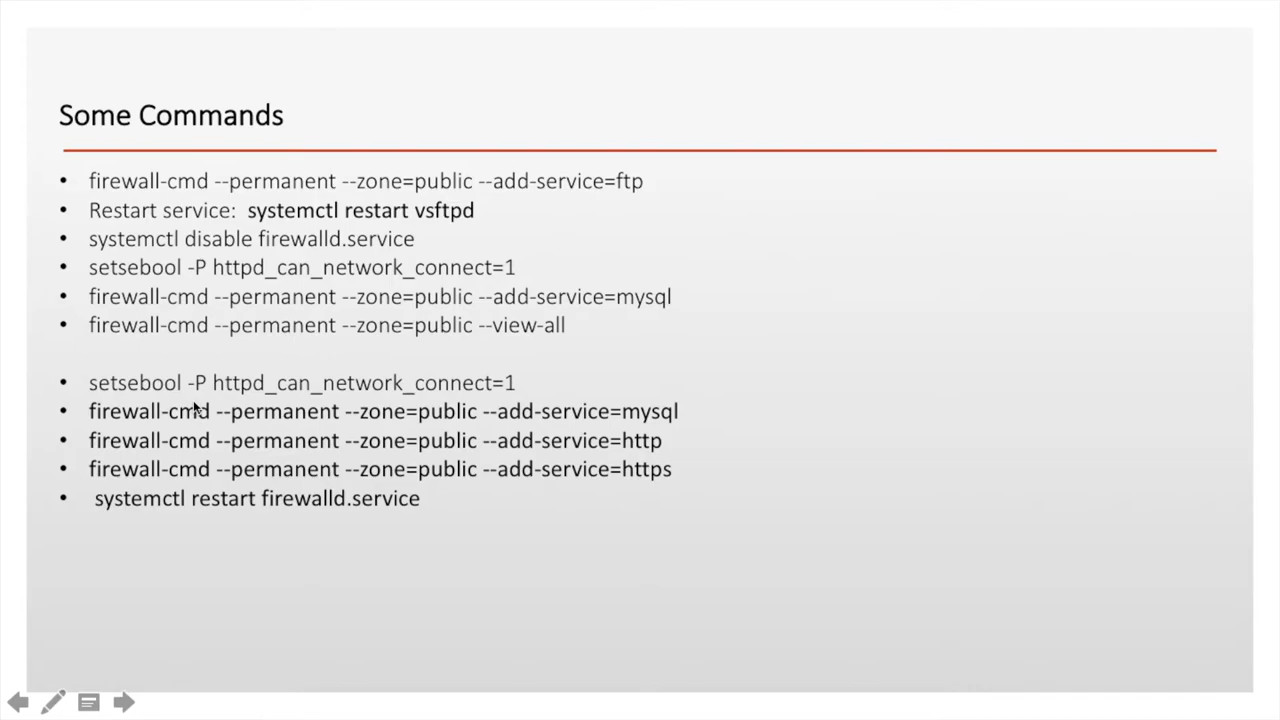 Some Commands
• firewall-cmd --permanent --zone=public --add-service=ftp
• Restart service: systemctl restart vsftpd
• systemctl disable firewalld.service
• setsebool -P httpd_can_network_connect=1
• firewall-cmd --permanent --zone=public --add-service=mysql
• firewall-cmd --permanent --zone=public --view-all
• setsebool -P httpd_can_network_connect=1
• firewall-cmd --permanent --zone=public --add-service=mysql
• firewall-cmd --permanent --zone=public --add-service=http
• firewall-cmd --permanent --zone=public --add-service=https
• systemctl restart firewalld.service